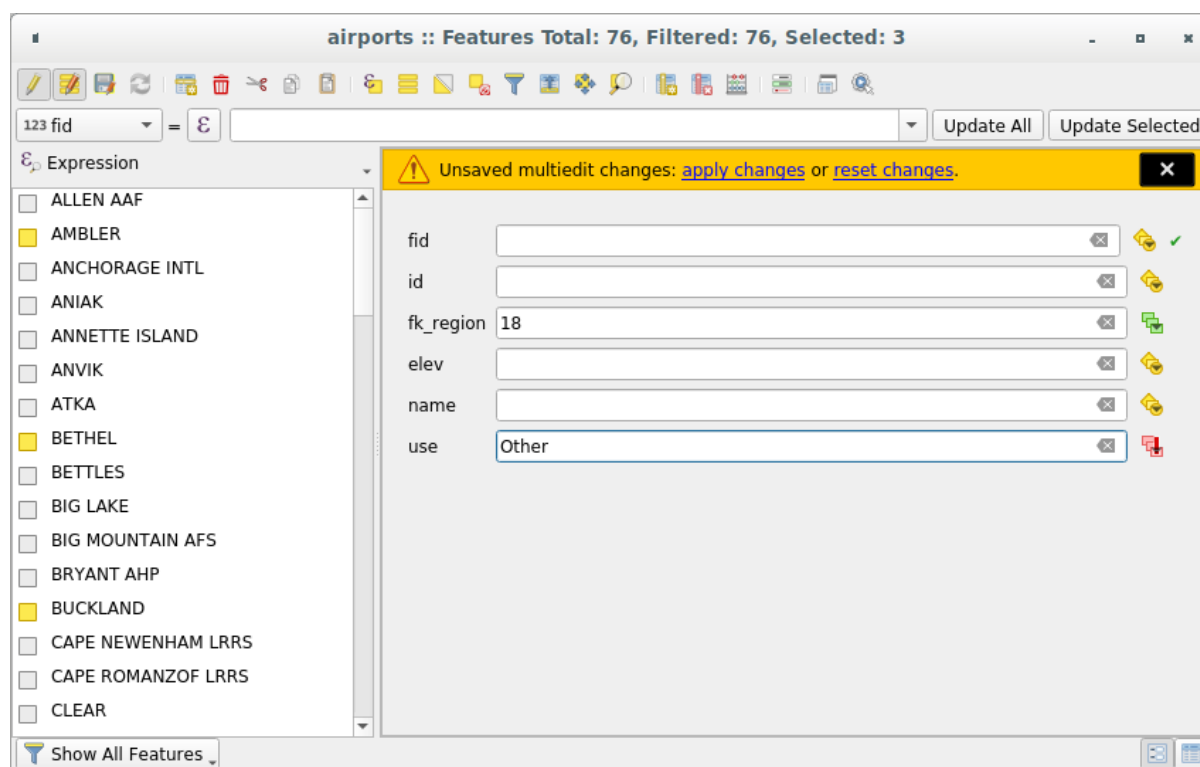 airports :: Features Total: 76, Filtered: 76, Selected: 3
123 fid = ε Update All Update Selected
Expression
Unsaved multiedit changes: apply changes or reset changes.
ALLEN AAF
AMBLER
ANCHORAGE INTL
ANIAK
ANNETTE ISLAND
ANVIK
ATKA
BETHEL
BETTLES
BIG LAKE
BIG MOUNTAIN AFS
BRYANT AHP
BUCKLAND
CAPE NEWENHAM LRRS
CAPE ROMANZOF LRRS
CLEAR
fid
id
fk_region 18
elev
name
use Other
Show All Features